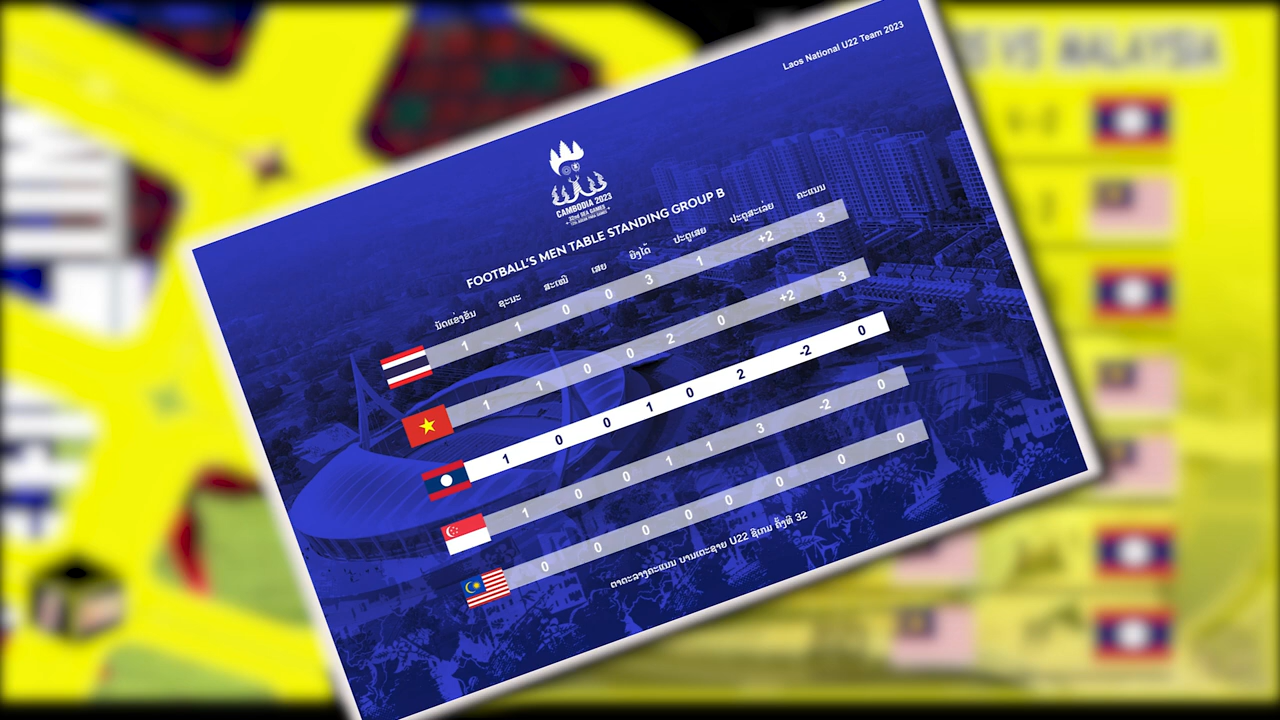 VS MALAYSIA
Laos National U22 Team 2023
CAMBODIA 2023
32nd SEA GAMES
FOOTBALL'S MEN TABLE STANDING GROUP B
ນັດແຂ່ງຂັນ ຊະນະ ສະເໝີ ເສຍ ຍິງໄດ້ ປະຕູເສຍ ປະຕູສະເລ່ຍ ຄະແນນ
1 1 0 0 3 1 +2 3
1 1 0 0 2 0 +2 3
1 0 0 1 0 2 -2 0
1 0 0 1 1 3 -2 0
0 0 0 0 0 0 0
ຕາຕະລາງຄະແນນ ບານເຕະຊາຍ U22 ຊີເກມ ຄັ້ງທີ 32